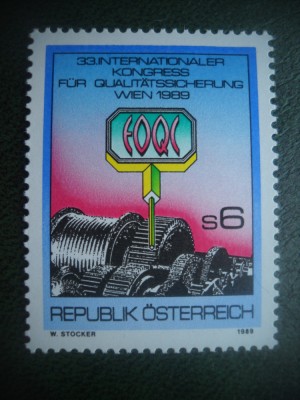 33.INTERNATIONALER
KONGRESS
FÜR QUALITÄTSSICHERUNG
WIEN 1989
EOQC
S6
REPUBLIK ÖSTERREICH
W. STOCKER
1989